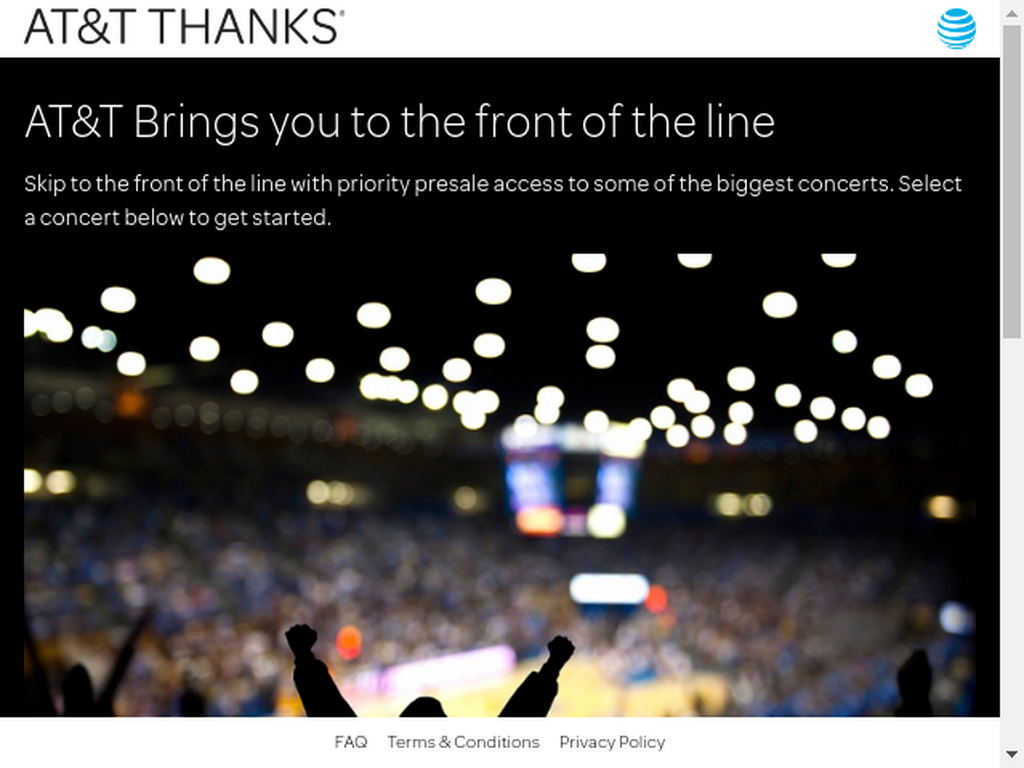 AT&T THANKS®
AT&T Brings you to the front of the line
Skip to the front of the line with priority presale access to some of the biggest concerts. Select
a concert below to get started.
FAQ Terms & Conditions Privacy Policy